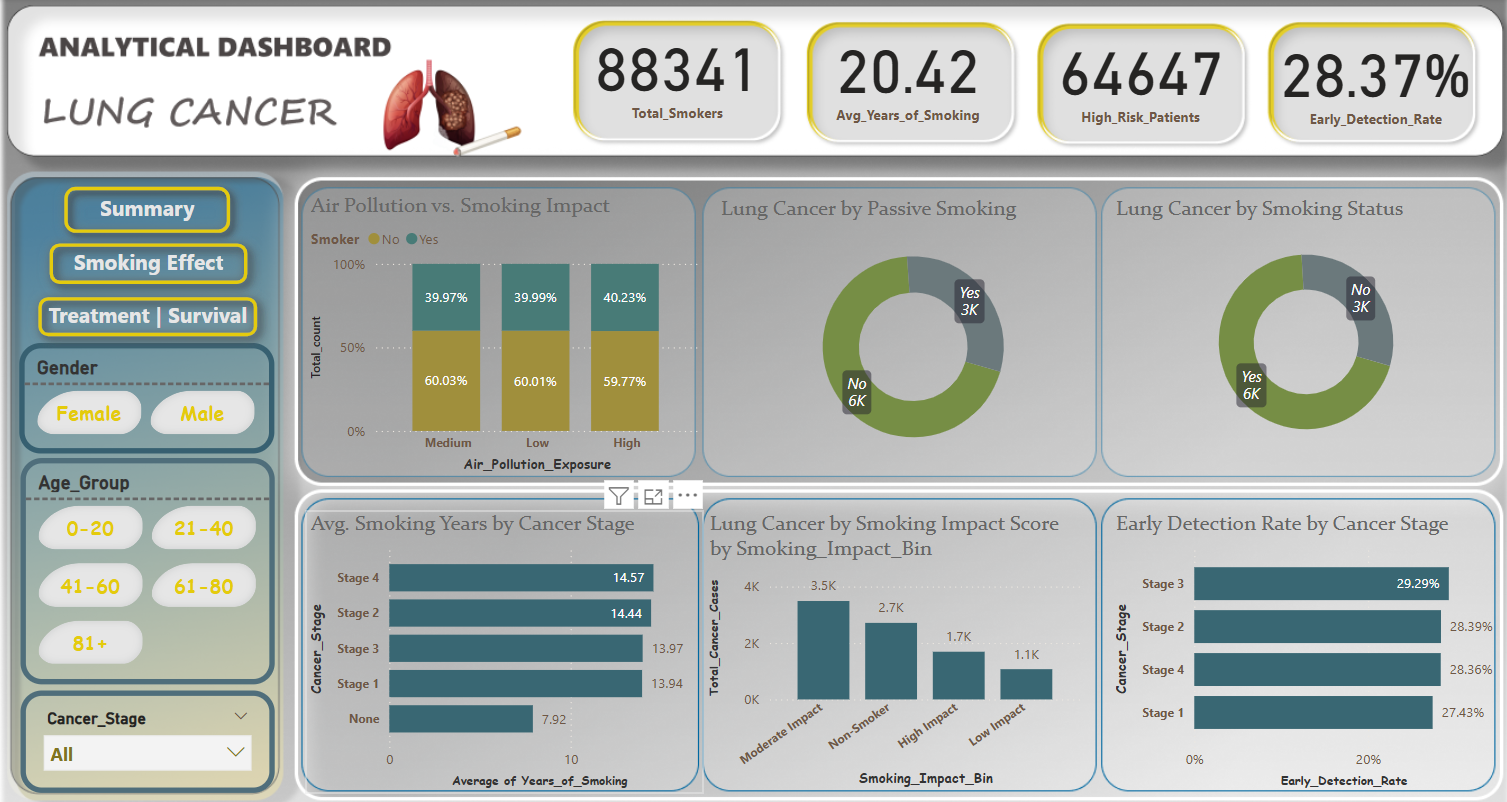 ANALYTICAL DASHBOARD
LUNG CANCER
88341
Total_Smokers
20.42
Avg_Years_of_Smoking
64647
High_Risk_Patients
28.37%
Early_Detection_Rate
Summary
Smoking Effect
Treatment | Survival
Gender
Female
Male
Age_Group
0-20
21-40
41-60
61-80
81+
Cancer_Stage
All
Air Pollution vs. Smoking Impact
Smoker No Yes
100%
50%
0%
Total_count
39.97%
39.99%
40.23%
60.03%
60.01%
59.77%
Medium
Low
High
Air_Pollution_Exposure
Lung Cancer by Passive Smoking
Yes
3K
No
6K
Lung Cancer by Smoking Status
No
3K
Yes
6K
Avg. Smoking Years by Cancer Stage
Cancer_Stage
Stage 4
14.57
Stage 2
14.44
Stage 3
13.97
Stage 1
13.94
None
7.92
0
10
Average of Years_of_Smoking
Lung Cancer by Smoking Impact Score
by Smoking_Impact_Bin
Total_Cancer_Cases
4K
2K
0K
3.5K
2.7K
1.7K
1.1K
Moderate Impact
Non-Smoker
High Impact
Low Impact
Smoking_Impact_Bin
Early Detection Rate by Cancer Stage
Cancer_Stage
Stage 3
29.29%
Stage 2
28.39%
Stage 4
28.36%
Stage 1
27.43%
0%
20%
Early_Detection_Rate